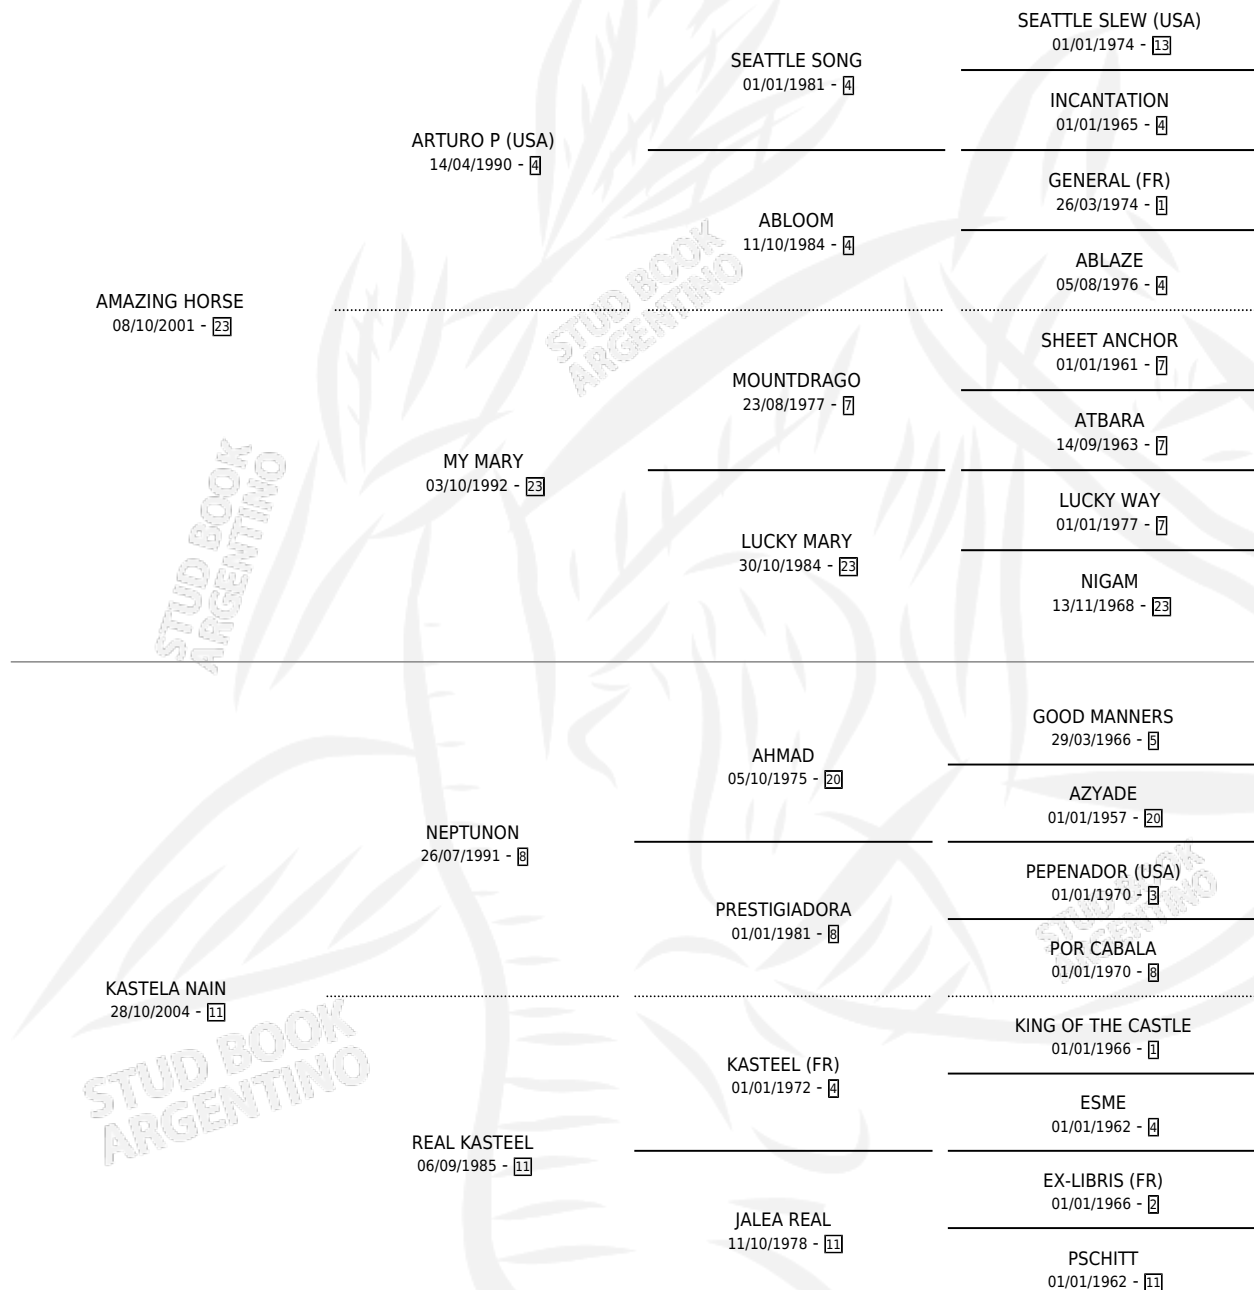 SEATTLE SLEW (USA)
01/01/1974 - 13
SEATTLE SONG
01/01/1981 - 4
INCANTATION
01/01/1965 - 4
ARTURO P (USA)
14/04/1990 - 4
GENERAL (FR)
26/03/1974 - 1
ABLOOM
11/10/1984 - 4
ABLAZE
05/08/1976 - 4
AMAZING HORSE
08/10/2001 - 23
STUD BOOK
ARGENTINO
SHEET ANCHOR
01/01/1961 - 7
MOUNTDRAGO
23/08/1977 - 7
ATBARA
14/09/1963 - 7
MY MARY
03/10/1992 - 23
LUCKY WAY
01/01/1977 - 7
LUCKY MARY
30/10/1984 - 23
NIGAM
13/11/1968 - 23
STUD BOOK
ARGENTINO
GOOD MANNERS
29/03/1966 - 5
AHMAD
05/10/1975 - 20
AZYADE
01/01/1957 - 20
NEPTUNON
26/07/1991 - 8
PEPENADOR (USA)
01/01/1970 - 3
PRESTIGIADORA
01/01/1981 - 8
STUD BOOK
ARGENTINO
POR CABALA
01/01/1970 - 8
KASTELA NAIN
28/10/2004 - 11
KING OF THE CASTLE
01/01/1966 - 1
KASTEEL (FR)
01/01/1972 - 4
ESME
01/01/1962 - 4
STUD BOOK
ARGENTINO
REAL KASTEEL
06/09/1985 - 11
EX-LIBRIS (FR)
01/01/1966 - 2
JALEA REAL
11/10/1978 - 11
PSCHITT
01/01/1962 - 11